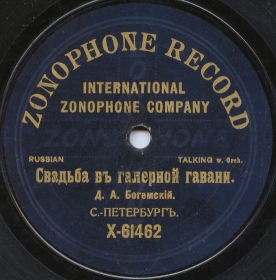 ZONOPHONE RECORD
INTERNATIONAL
ZONOPHONE COMPANY
RUSSIAN TALKING w. Orch.
Свадьба въ галерной гавани.
Д. А. Богемскій.
С.-ПЕТЕРБУРГЪ.
X-61462